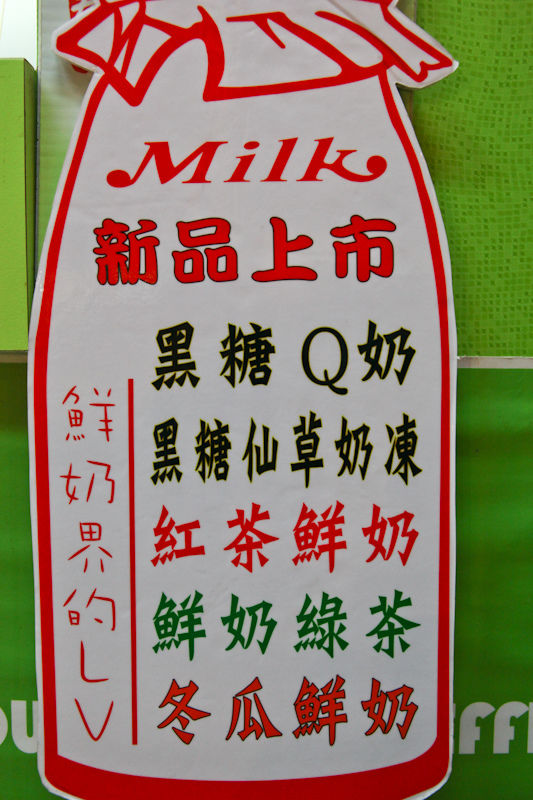 Milk
新品上市
黑糖Q奶
黑糖仙草奶凍
紅茶鮮奶
鮮奶綠茶
冬瓜鮮奶
鮮奶界的LV